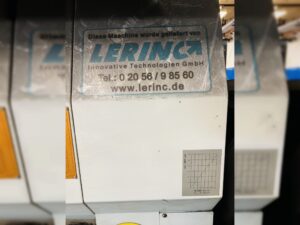 Diese Maschine wurde geliefert von
LERINC
Innovative Technologien GmbH
Tel.: 0 20 56 / 9 85 60
www.lerinc.de